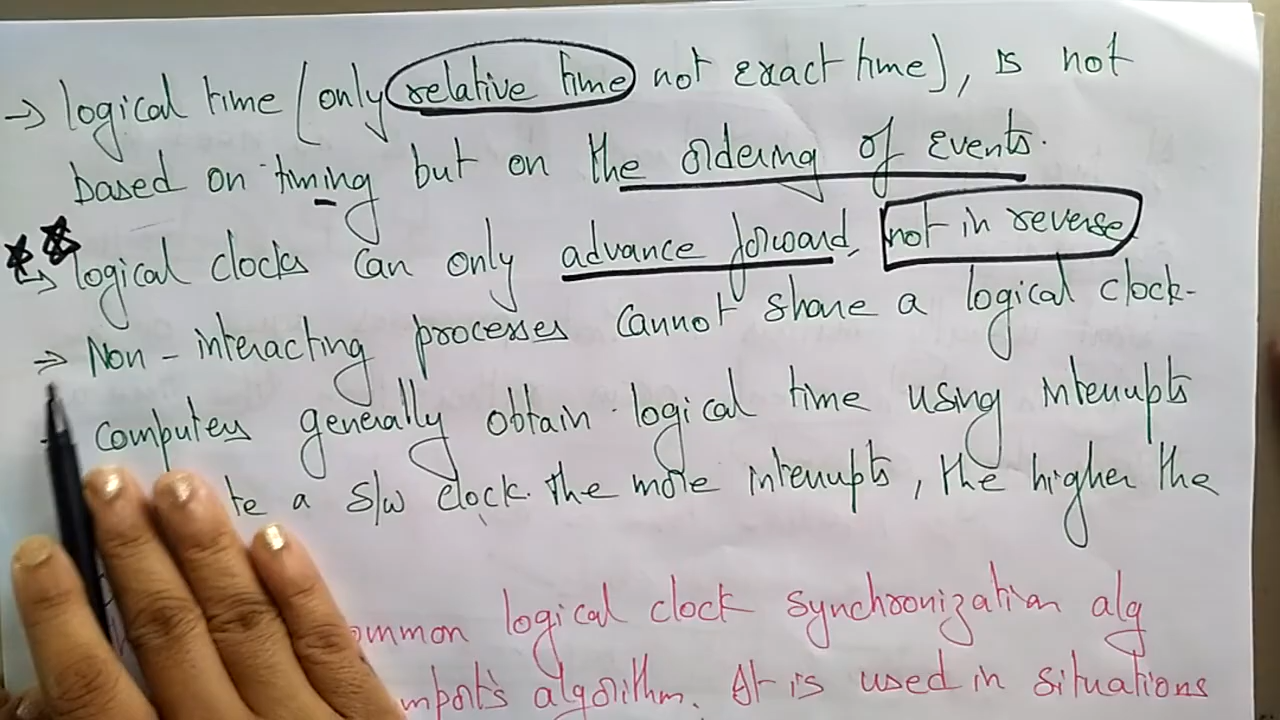 → logical time (only relative time not exact time), is not
based on timing but on the ordering of events.
→ logical clocks can only advance forward, not in reverse
→ Non-interacting processes cannot share a logical clock-
computers generally obtain logical time using interrupts
te a s/w clock. The more interrupts, the higher the
ommon logical clock synchronization alg
mport's algorithm. It is used in situations